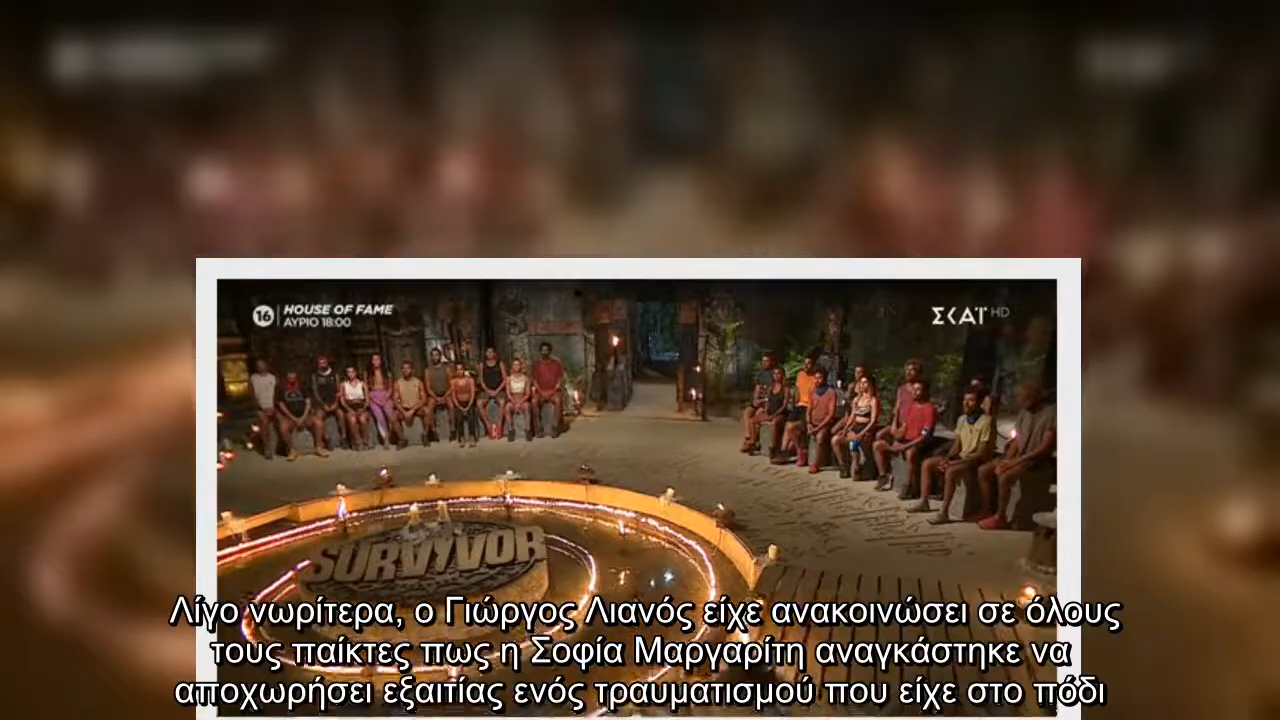 16 HOUSE OF FAME
ΑΥΡΙΟ 18:00
ΣΚΑΪ HD
SURVIVOR
Λίγο νωρίτερα, ο Γιώργος Λιανός είχε ανακοινώσει σε όλους
τους παίκτες πως η Σοφία Μαργαρίτη αναγκάστηκε να
αποχωρήσει εξαιτίας ενός τραυματισμού που είχε στο πόδι